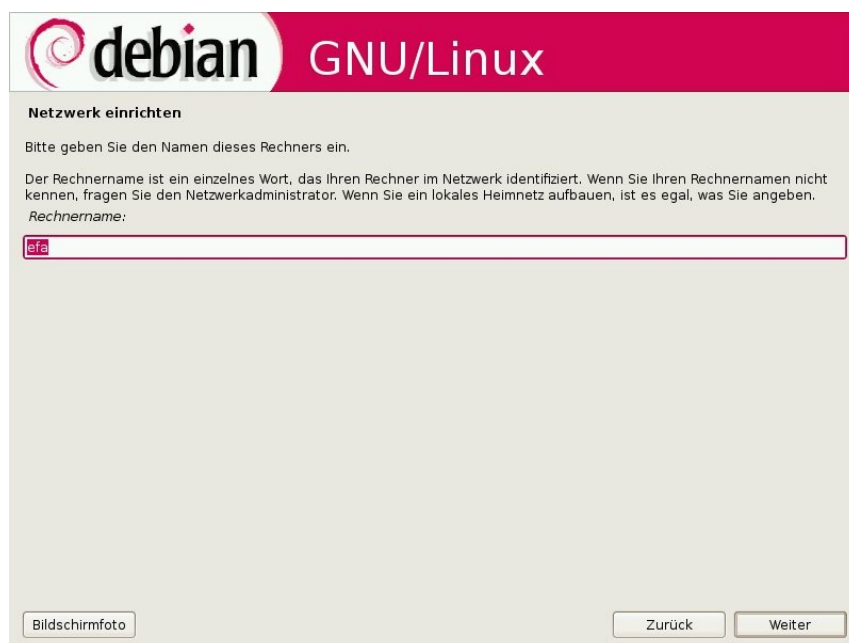 debian GNU/Linux
Netzwerk einrichten
Bitte geben Sie den Namen dieses Rechners ein.
Der Rechnername ist ein einzelnes Wort, das Ihren Rechner im Netzwerk identifiziert. Wenn Sie Ihren Rechnernamen nicht
kennen, fragen Sie den Netzwerkadministrator. Wenn Sie ein lokales Heimnetz aufbauen, ist es egal, was Sie angeben.
Rechnername:
efa
Bildschirmfoto Zurück Weiter